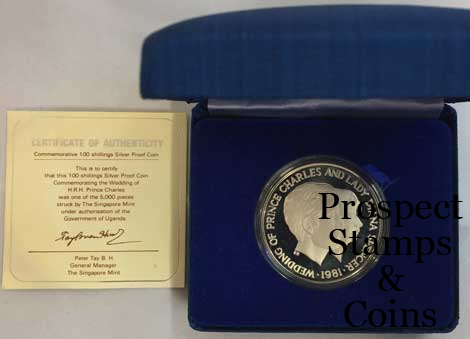 CERTIFICATE OF AUTHENTICITY
Commemorative 100 shillings Silver Proof Coin
This is to certify
that this 100 shillings Silver Proof Coin
Commemorating the Wedding of
H.R.H. Prince Charles
was one of the 5,000 pieces
struck by The Singapore Mint
under authorisation of the
Government of Uganda
Peter Tay B. H.
General Manager
The Singapore Mint
WEDDING OF PRINCE CHARLES AND LADY DIANA SPENCER · 1981 ·
Prospect
Stamps
&
Coins